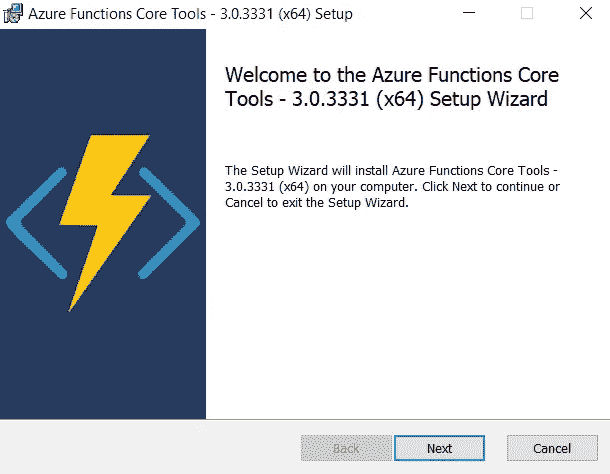 Azure Functions Core Tools - 3.0.3331 (x64) Setup
Welcome to the Azure Functions Core
Tools - 3.0.3331 (x64) Setup Wizard
The Setup Wizard will install Azure Functions Core Tools -
3.0.3331 (x64) on your computer. Click Next to continue or
Cancel to exit the Setup Wizard.
Back Next Cancel